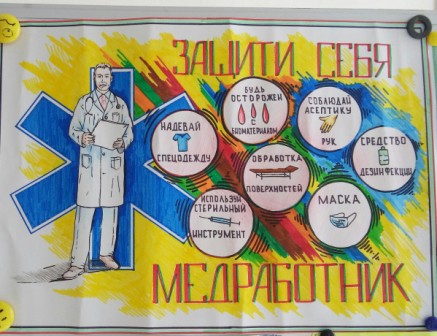 ЗАЩИТИ СЕБЯ
БУДЬ
ОСТОРОЖЕН
С
БИОМАТЕРИАЛОМ
СОБЛЮДАЙ
АСЕПТИКУ
РУК
НАДЕВАЙ
СПЕЦОДЕЖДУ
СРЕДСТВО
ДЕЗИНФЕКЦИИ
ОБРАБОТКА
ПОВЕРХНОСТЕЙ
ИСПОЛЬЗУЙ
СТЕРИЛЬНЫЙ
ИНСТРУМЕНТ
МАСКА
МЕДРАБОТНИК